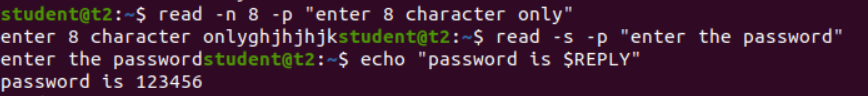 student@t2:~$ read -n 8 -p "enter 8 character only"
enter 8 character onlyghjhjhjkstudent@t2:~$ read -s -p "enter the password"
enter the passwordstudent@t2:~$ echo "password is $REPLY"
password is 123456